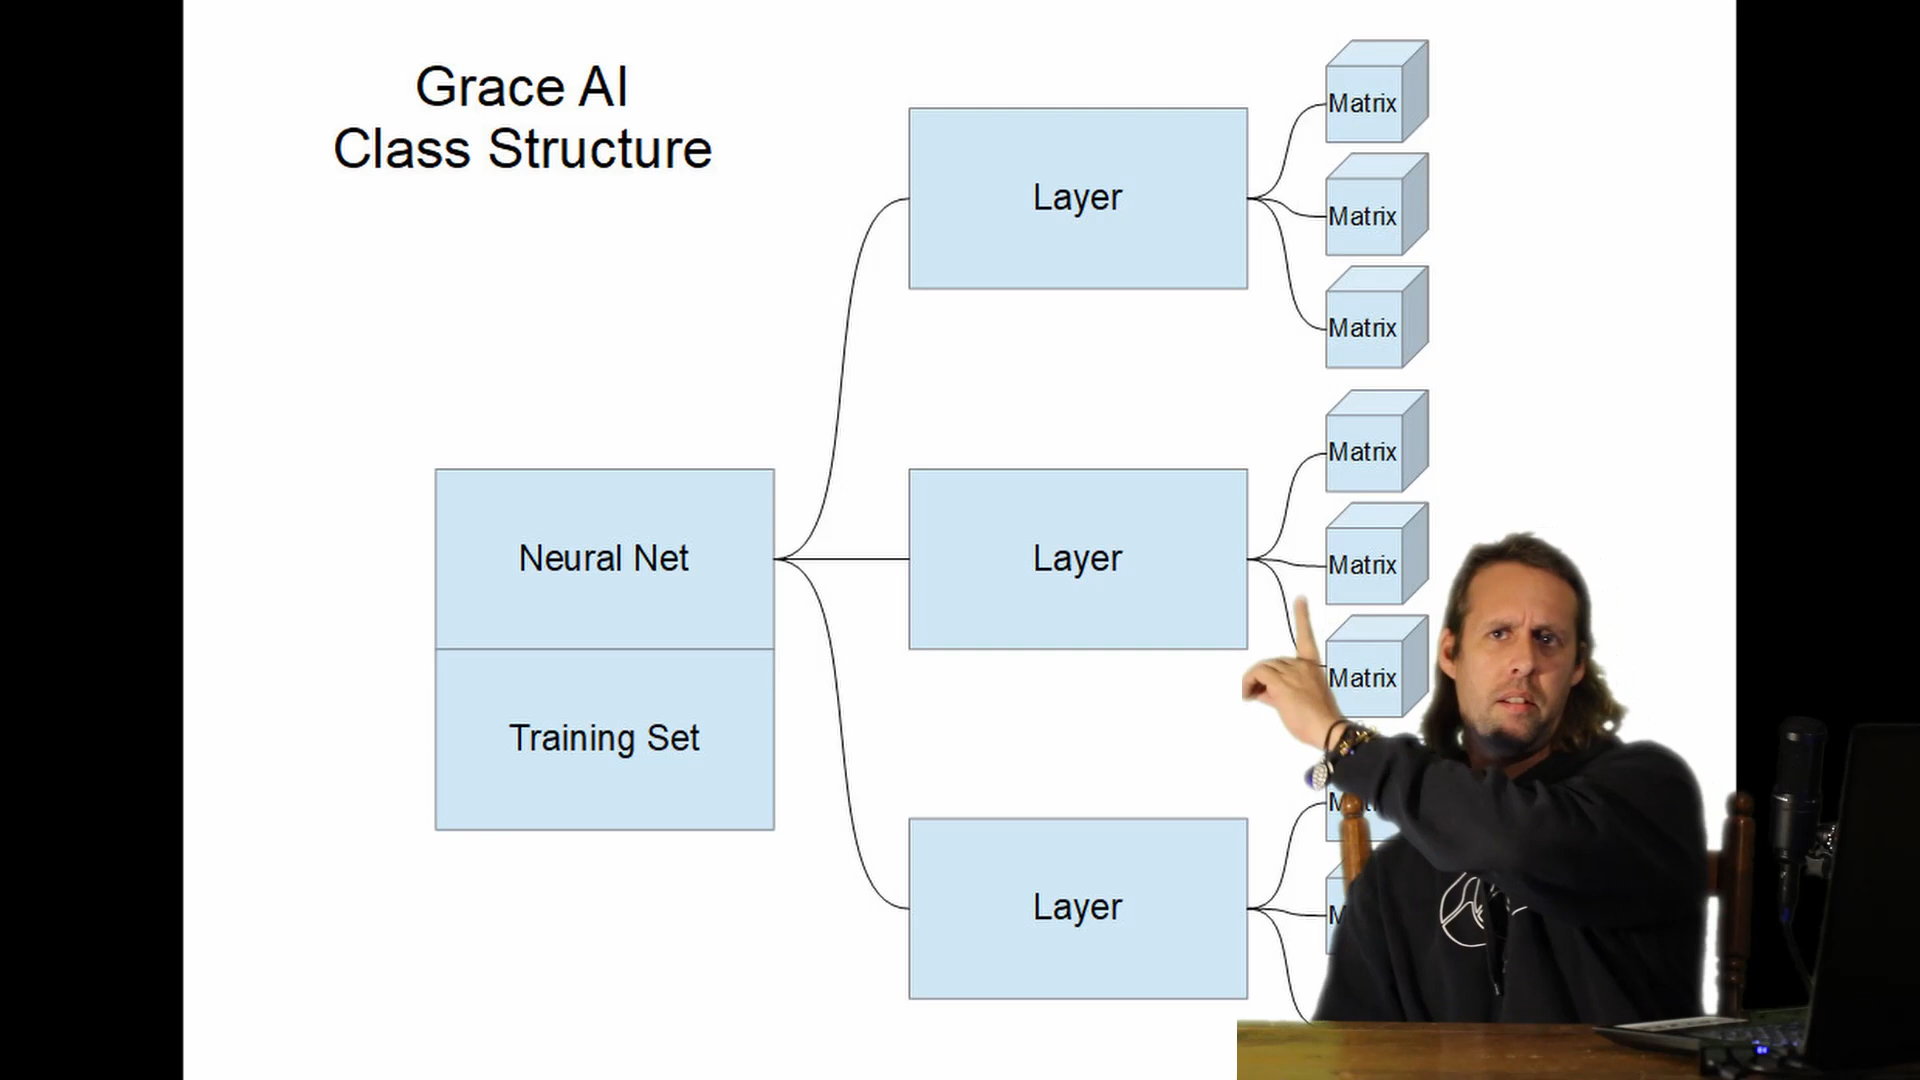 Grace AI
Class Structure
Layer
Matrix
Matrix
Matrix
Neural Net
Training Set
Layer
Matrix
Matrix
Matrix
Layer